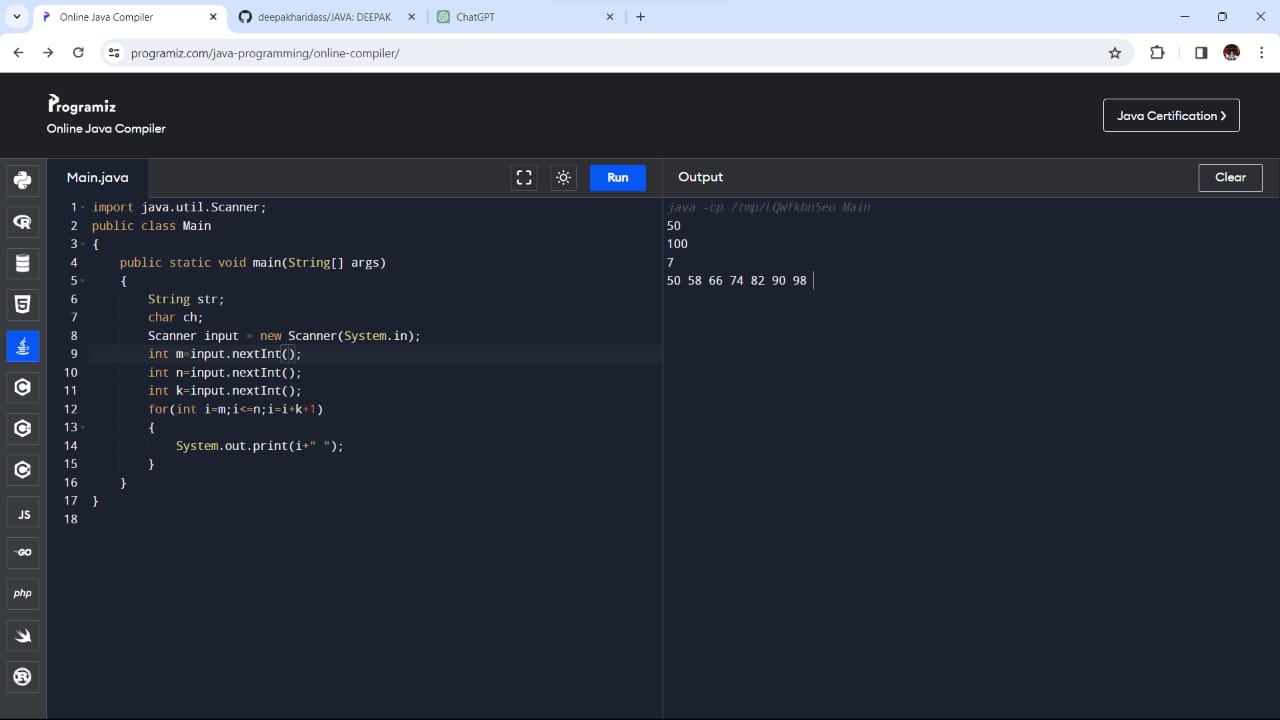 Online Java Compiler
deepakharidass/JAVA: DEEPAK
ChatGPT
programiz.com/java-programming/online-compiler/
Programiz
Online Java Compiler
Java Certification ❯
Main.java
Run
Output
Clear
1 import java.util.Scanner;
2 public class Main
3 {
4 public static void main(String[] args)
5 {
6 String str;
7 char ch;
8 Scanner input = new Scanner(System.in);
9 int m=input.nextInt();
10 int n=input.nextInt();
11 int k=input.nextInt();
12 for(int i=m;i<=n;i=i+k+1)
13 {
14 System.out.print(i+" ");
15 }
16 }
17 }
18
java -cp /tmp/LQWfkbn5eo Main
50
100
7
50 58 66 74 82 90 98
JS
GO
php